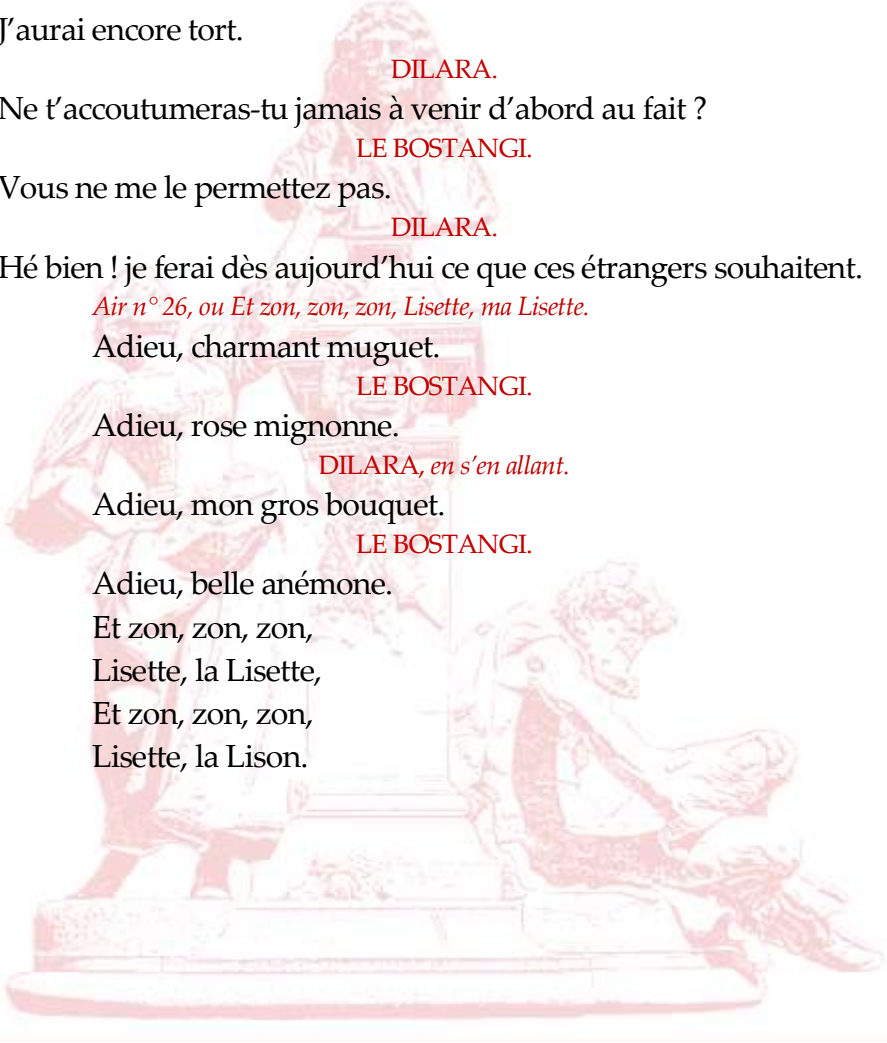 J’aurai encore tort.
DILARA.
Ne t’accoutumeras-tu jamais à venir d’abord au fait ?
LE BOSTANGI.
Vous ne me le permettez pas.
DILARA.
Hé bien ! je ferai dès aujourd’hui ce que ces étrangers souhaitent.
Air n° 26, ou Et zon, zon, zon, Lisette, ma Lisette.
Adieu, charmant muguet.
LE BOSTANGI.
Adieu, rose mignonne.
DILARA, en s’en allant.
Adieu, mon gros bouquet.
LE BOSTANGI.
Adieu, belle anémone.
Et zon, zon, zon,
Lisette, la Lisette,
Et zon, zon, zon,
Lisette, la Lison.